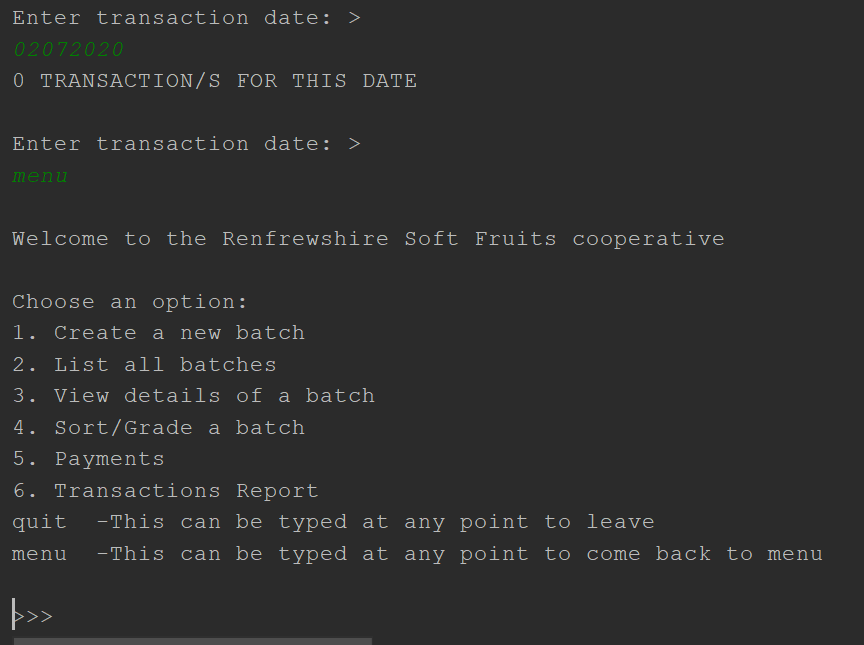 Enter transaction date: >
02072020
0 TRANSACTION/S FOR THIS DATE
Enter transaction date: >
menu
Welcome to the Renfrewshire Soft Fruits cooperative
Choose an option:
1. Create a new batch
2. List all batches
3. View details of a batch
4. Sort/Grade a batch
5. Payments
6. Transactions Report
quit  -This can be typed at any point to leave
menu  -This can be typed at any point to come back to menu
>>>